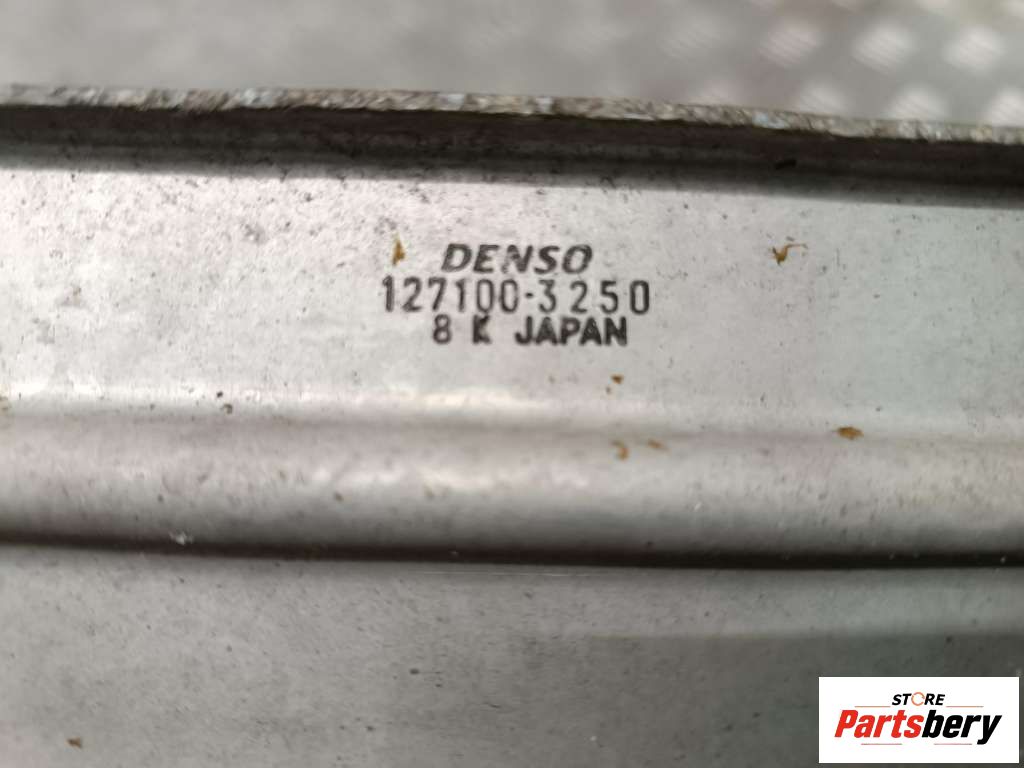 DENSO
127100-3250
8 K JAPAN
STORE
Partsbery